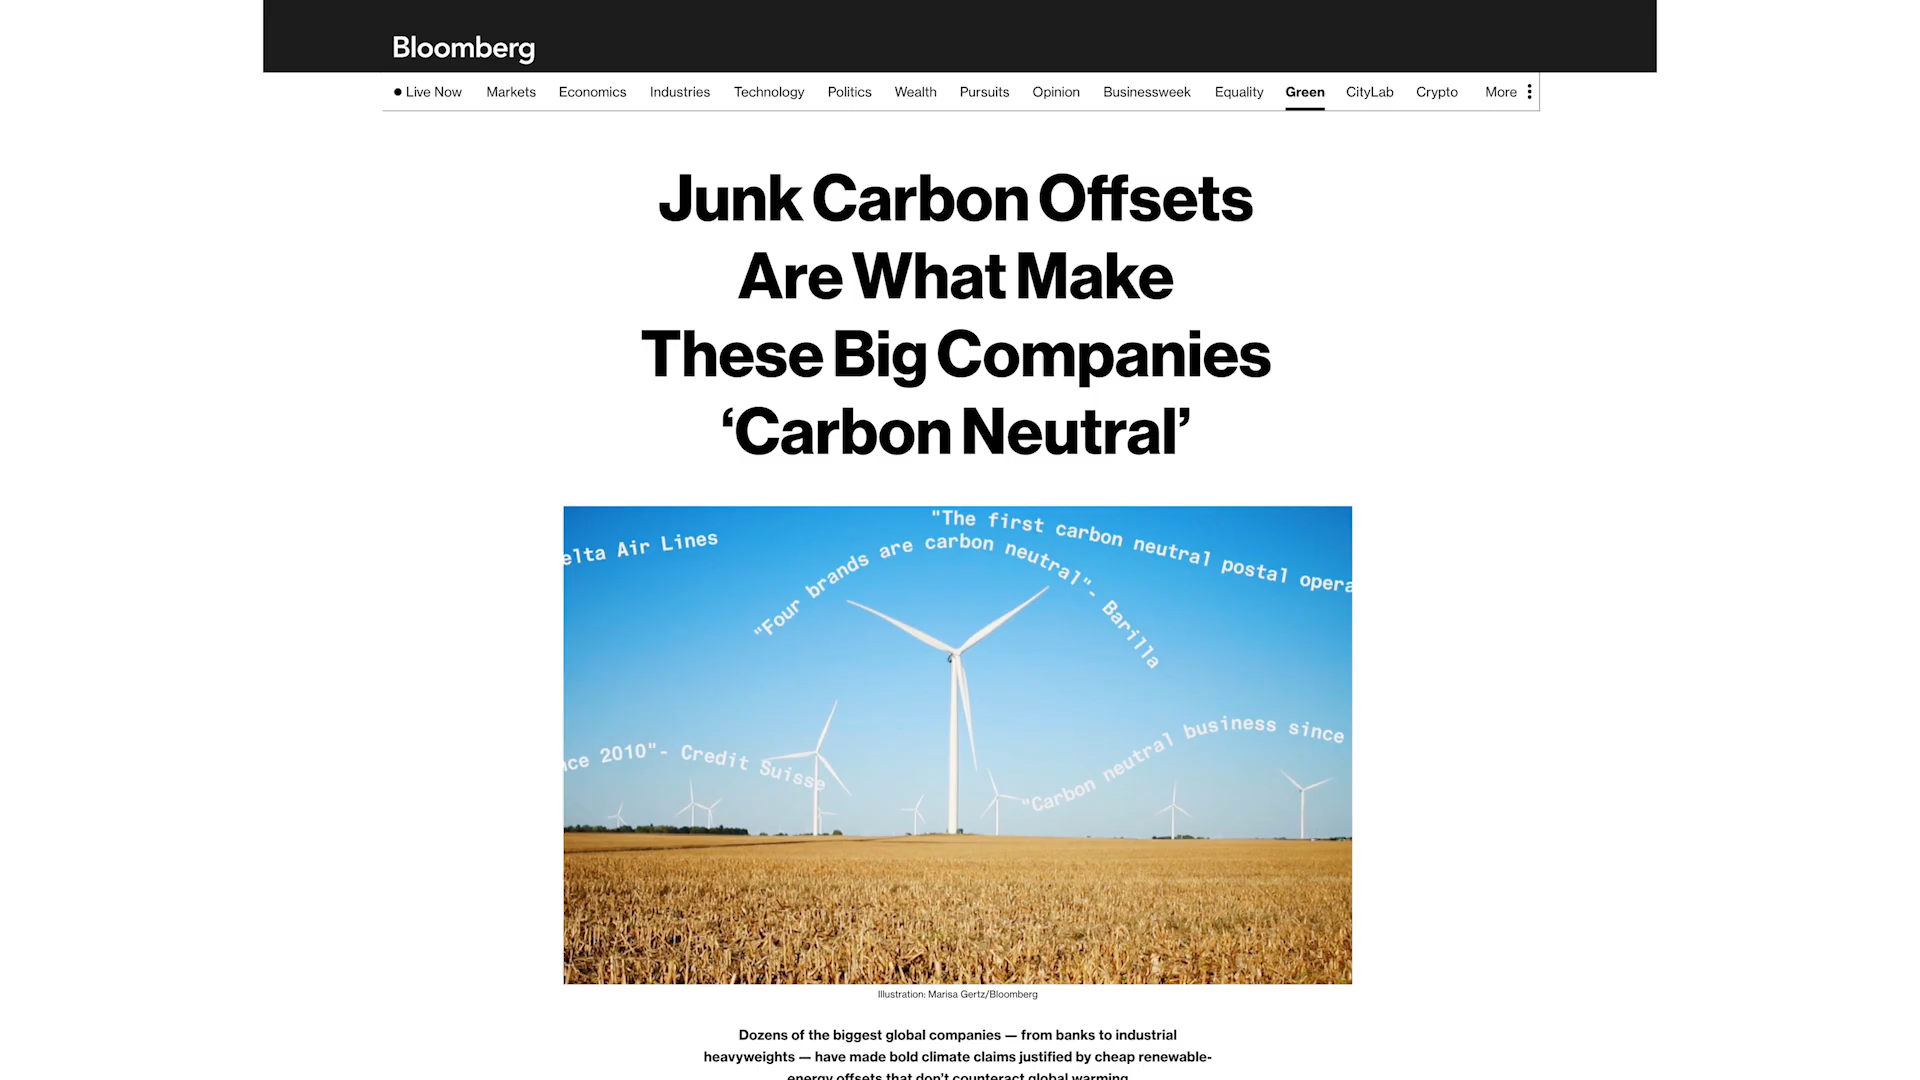 Bloomberg
Live Now Markets Economics Industries Technology Politics Wealth Pursuits Opinion Businessweek Equality Green CityLab Crypto More
Junk Carbon Offsets
Are What Make
These Big Companies
‘Carbon Neutral’
elta Air Lines
"The first carbon neutral postal opera
"Four brands are carbon neutral"- Barilla
nce 2010"- Credit Suisse
"Carbon neutral business since
Illustration: Marisa Gertz/Bloomberg
Dozens of the biggest global companies — from banks to industrial
heavyweights — have made bold climate claims justified by cheap renewable-
energy offsets that don’t counteract global warming.